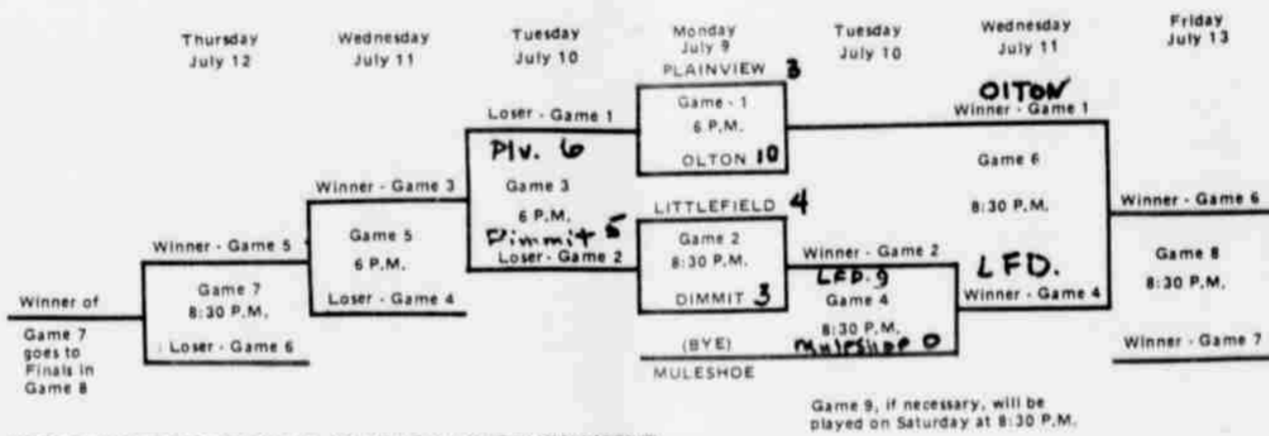 Thursday
July 12
Wednesday
July 11
Tuesday
July 10
Monday
July 9
Tuesday
July 10
Wednesday
July 11
Friday
July 13
PLAINVIEW 3
Game - 1
6 P.M.
OLTON 10
Loser - Game 1
Plv. 6
Game 3
6 P.M.
Dimmit 5
Loser - Game 2
LITTLEFIELD 4
Game 2
8:30 P.M.
DIMMIT 3
OlTON
Winner - Game 1
Game 6
8:30 P.M.
LFD.
Winner - Game 4
Winner - Game 3
Game 5
6 P.M.
Loser - Game 4
Winner - Game 2
LFD. 9
Game 4
8:30 P.M.
Muleshoe 0
(BYE)
MULESHOE
Winner - Game 5
Game 7
8:30 P.M.
Loser - Game 6
Winner of
Game 7
goes to
Finals in
Game 8
Winner - Game 6
Game 8
8:30 P.M.
Winner - Game 7
Game 9, if necessary, will be
played on Saturday at 8:30 P.M.